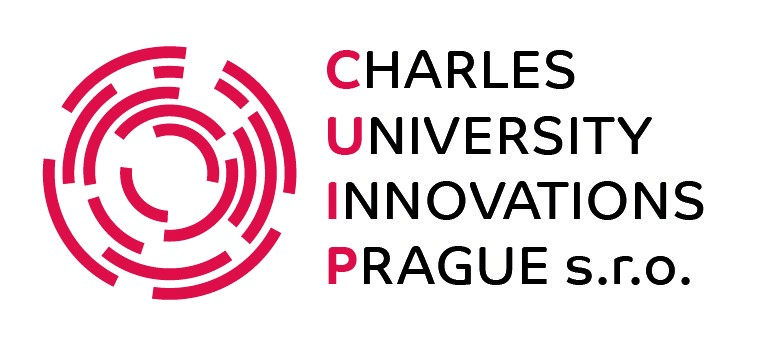 CHARLES
UNIVERSITY
INNOVATIONS
PRAGUE s.r.o.